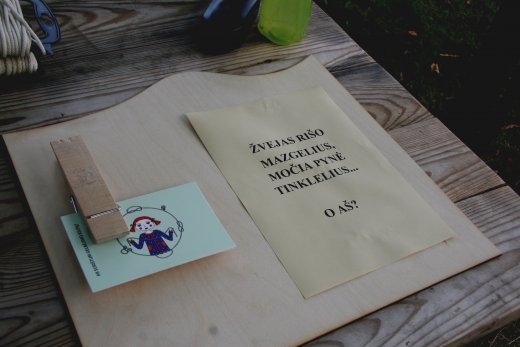 ŽVEJAS RIŠO
MAZGELIUS,
MOČIA PYNĖ
TINKLELIUS...
O AŠ?